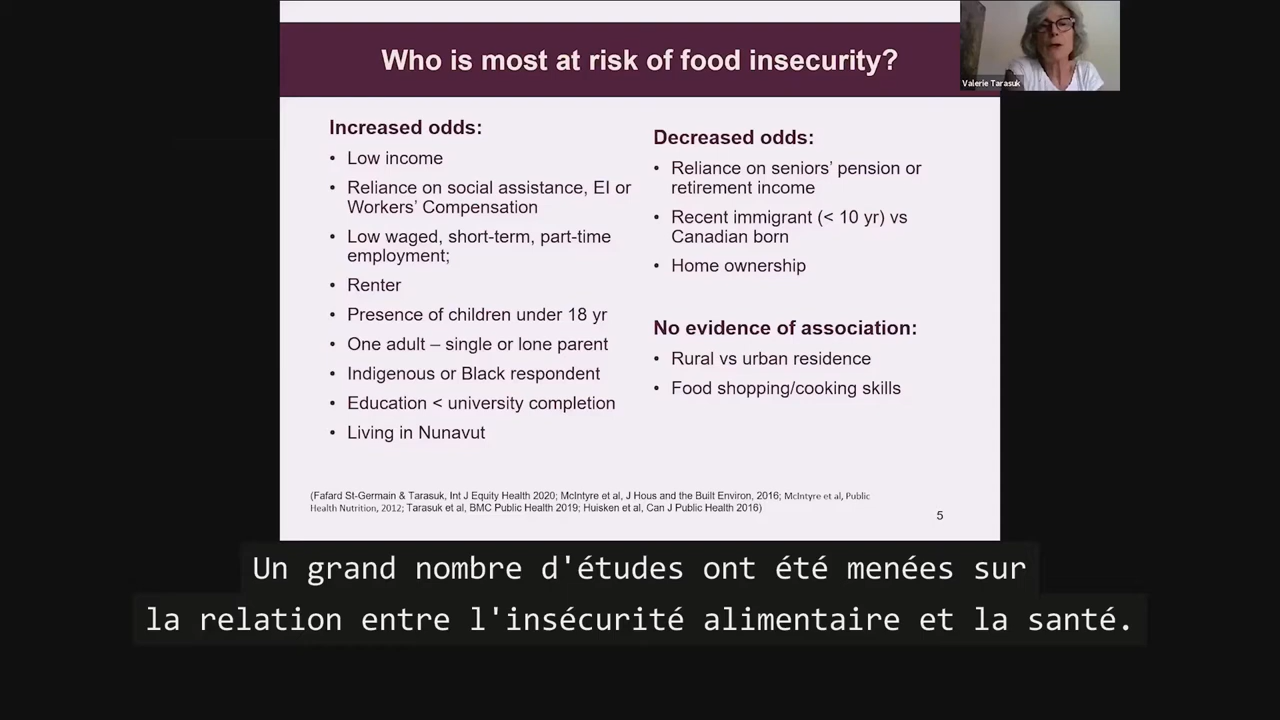 Who is most at risk of food insecurity?
Valerie Tarasuk
Increased odds:
• Low income
• Reliance on social assistance, EI or
Workers' Compensation
• Low waged, short-term, part-time
employment;
• Renter
• Presence of children under 18 yr
• One adult – single or lone parent
• Indigenous or Black respondent
• Education < university completion
• Living in Nunavut
Decreased odds:
• Reliance on seniors' pension or
retirement income
• Recent immigrant (< 10 yr) vs
Canadian born
• Home ownership
No evidence of association:
• Rural vs urban residence
• Food shopping/cooking skills
(Fafard St-Germain & Tarasuk, Int J Equity Health 2020; McIntyre et al, J Hous and the Built Environ, 2016; McIntyre et al, Public
Health Nutrition, 2012; Tarasuk et al, BMC Public Health 2019; Huisken et al, Can J Public Health 2016)
5
Un grand nombre d'études ont été menées sur
la relation entre l'insécurité alimentaire et la santé.